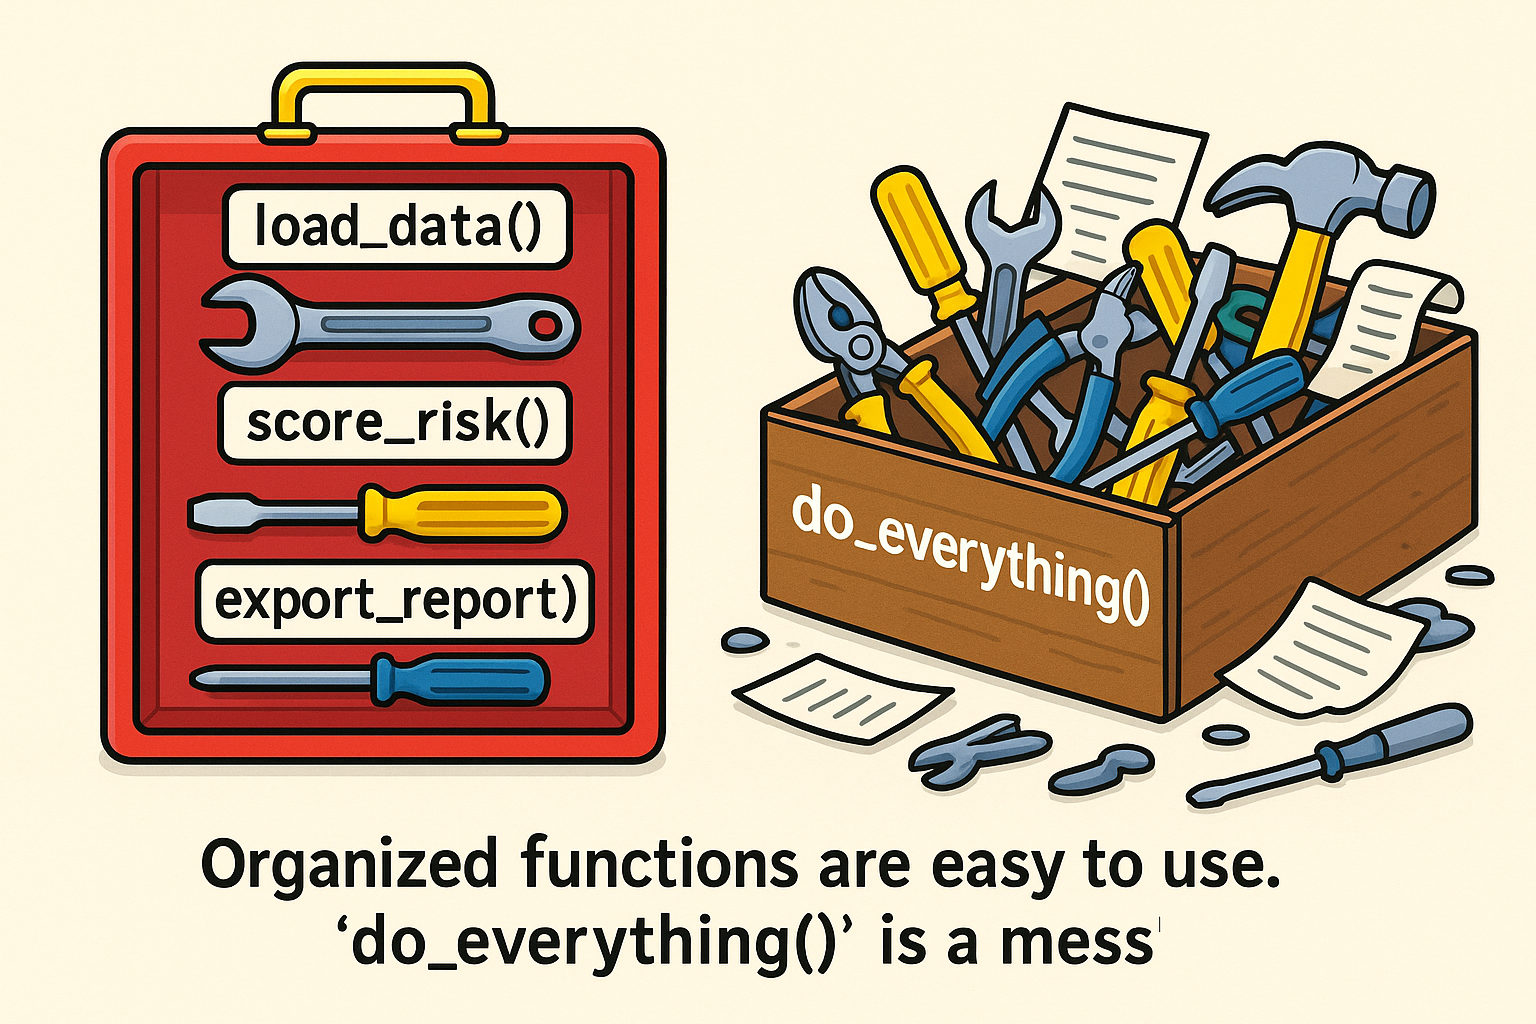 load_data()
score_risk()
export_report)
do_everything()
Organized functions are easy to use.
‘do_everything()’ is a mess